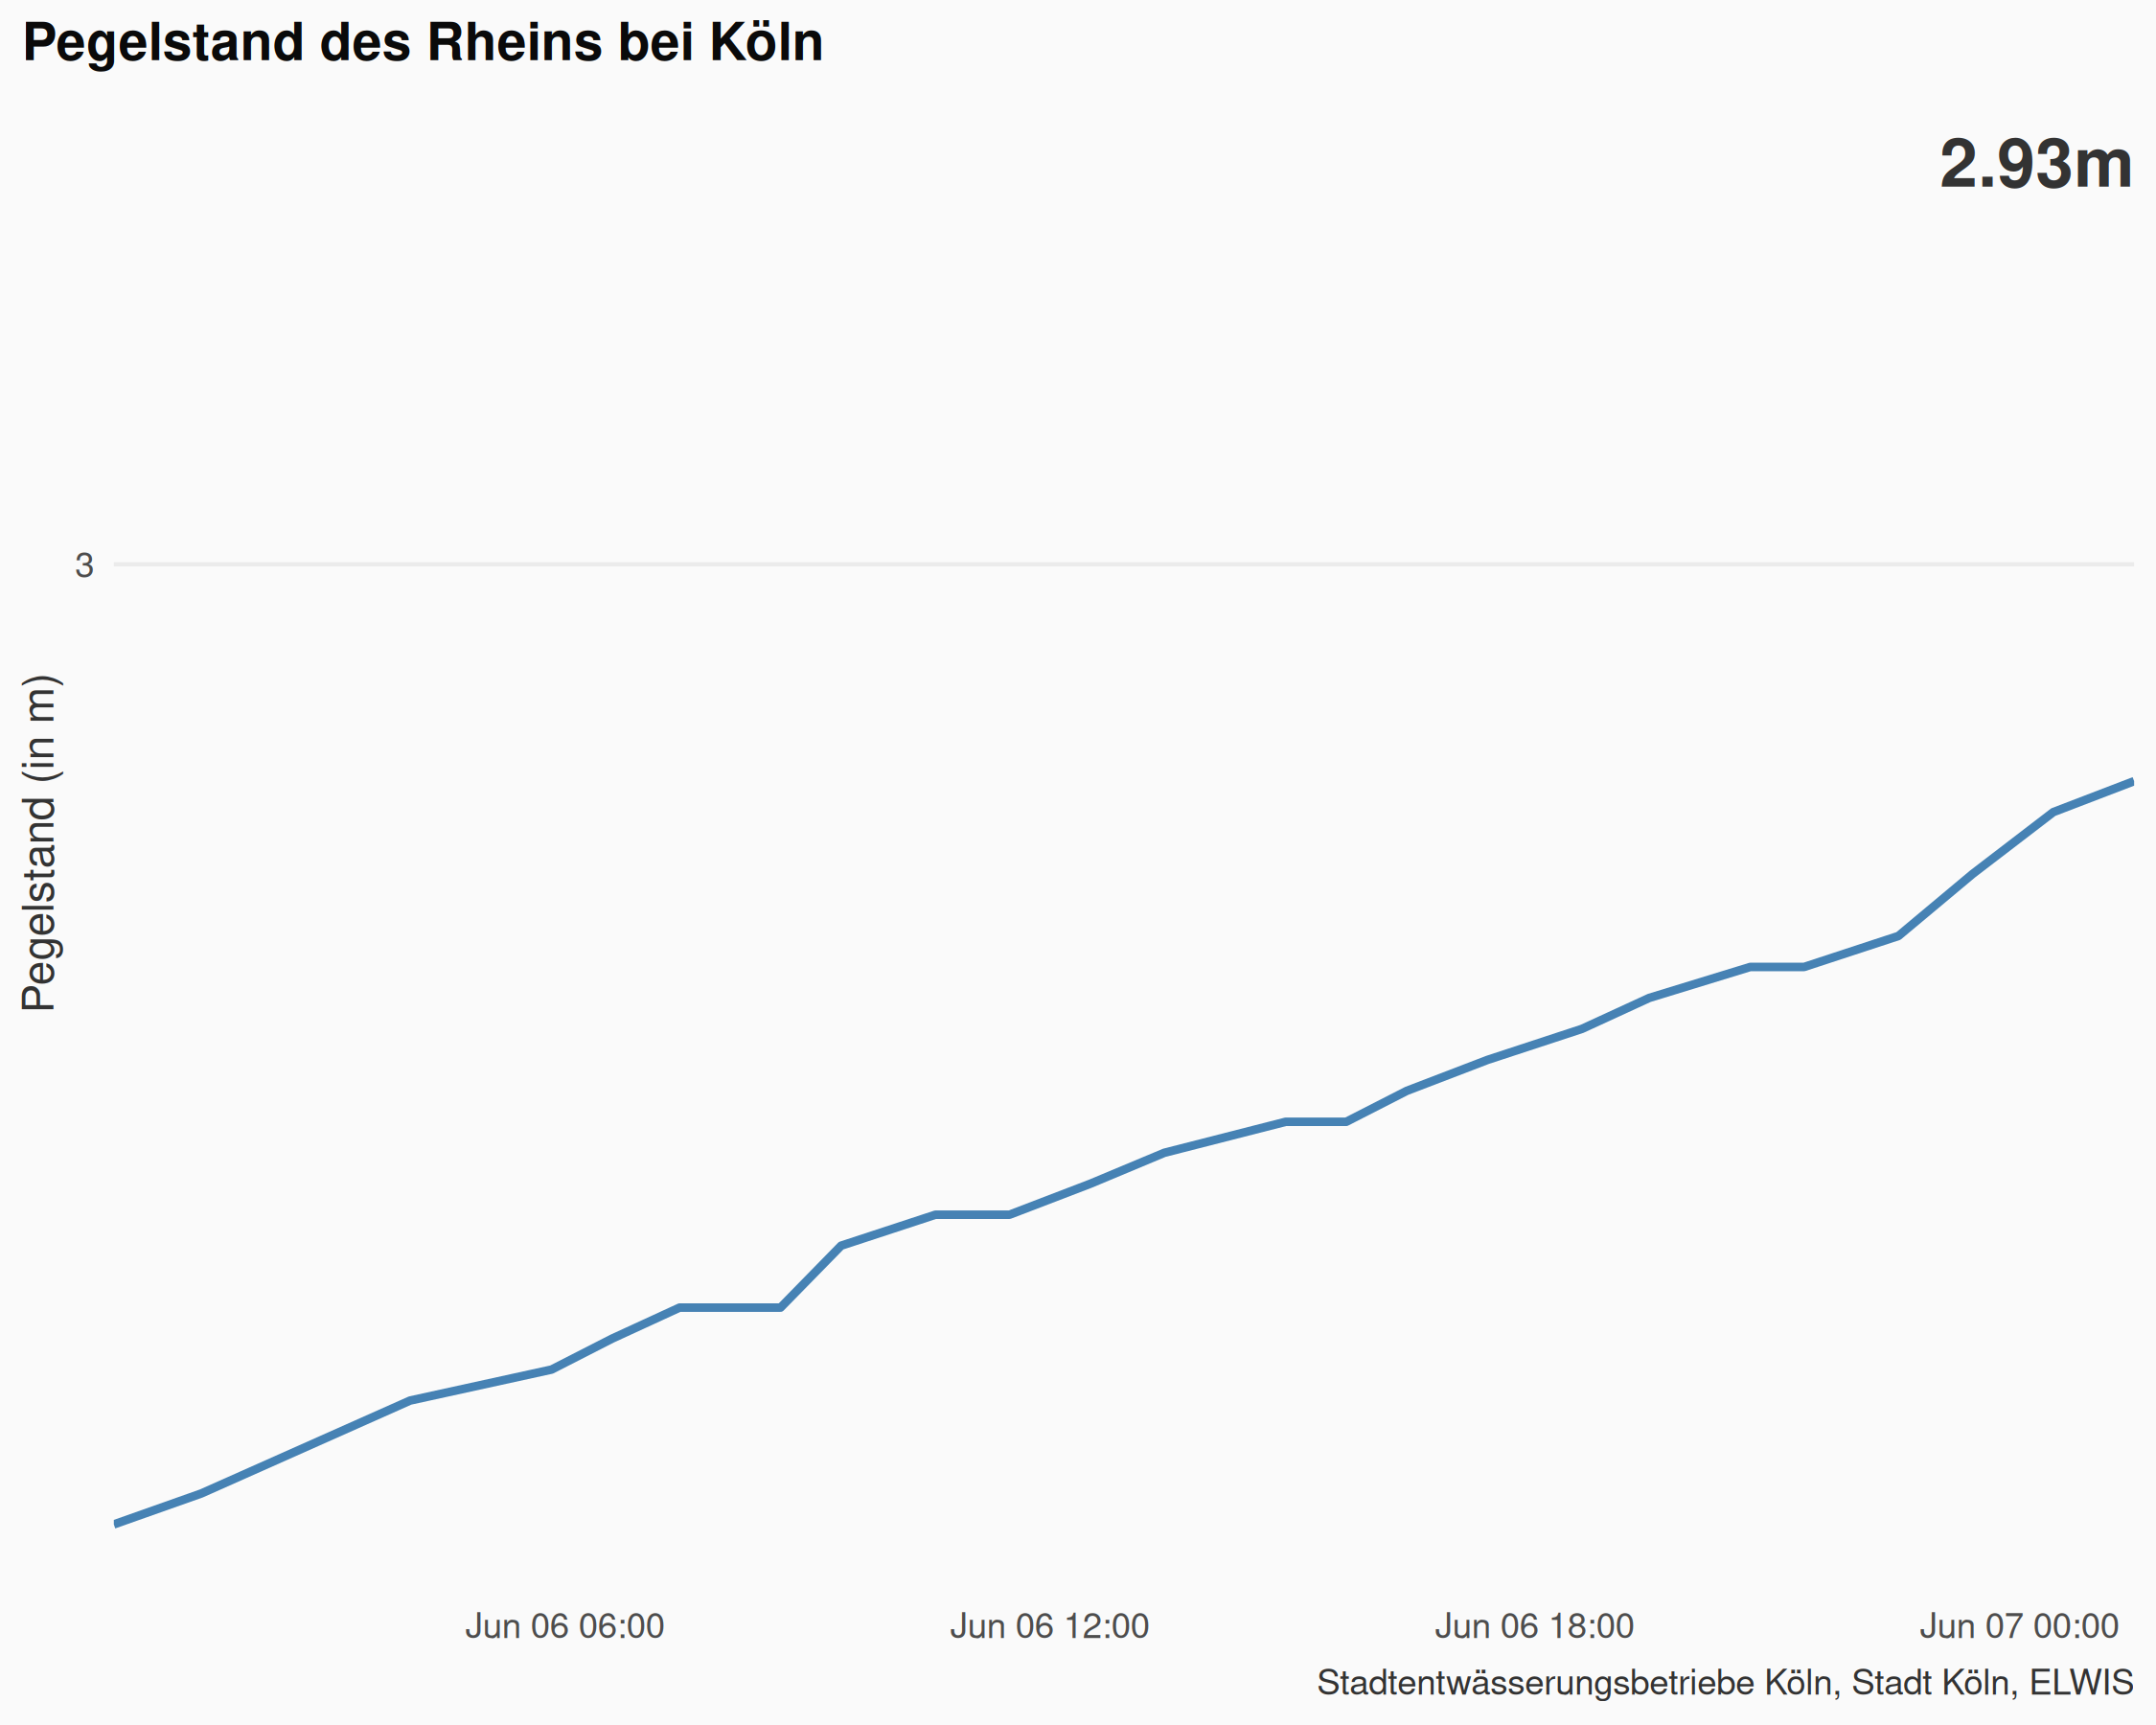 Pegelstand des Rheins bei Köln
2.93m
3
Pegelstand (in m)
Jun 06 06:00
Jun 06 12:00
Jun 06 18:00
Jun 07 00:00
Stadtentwässerungsbetriebe Köln, Stadt Köln, ELWIS